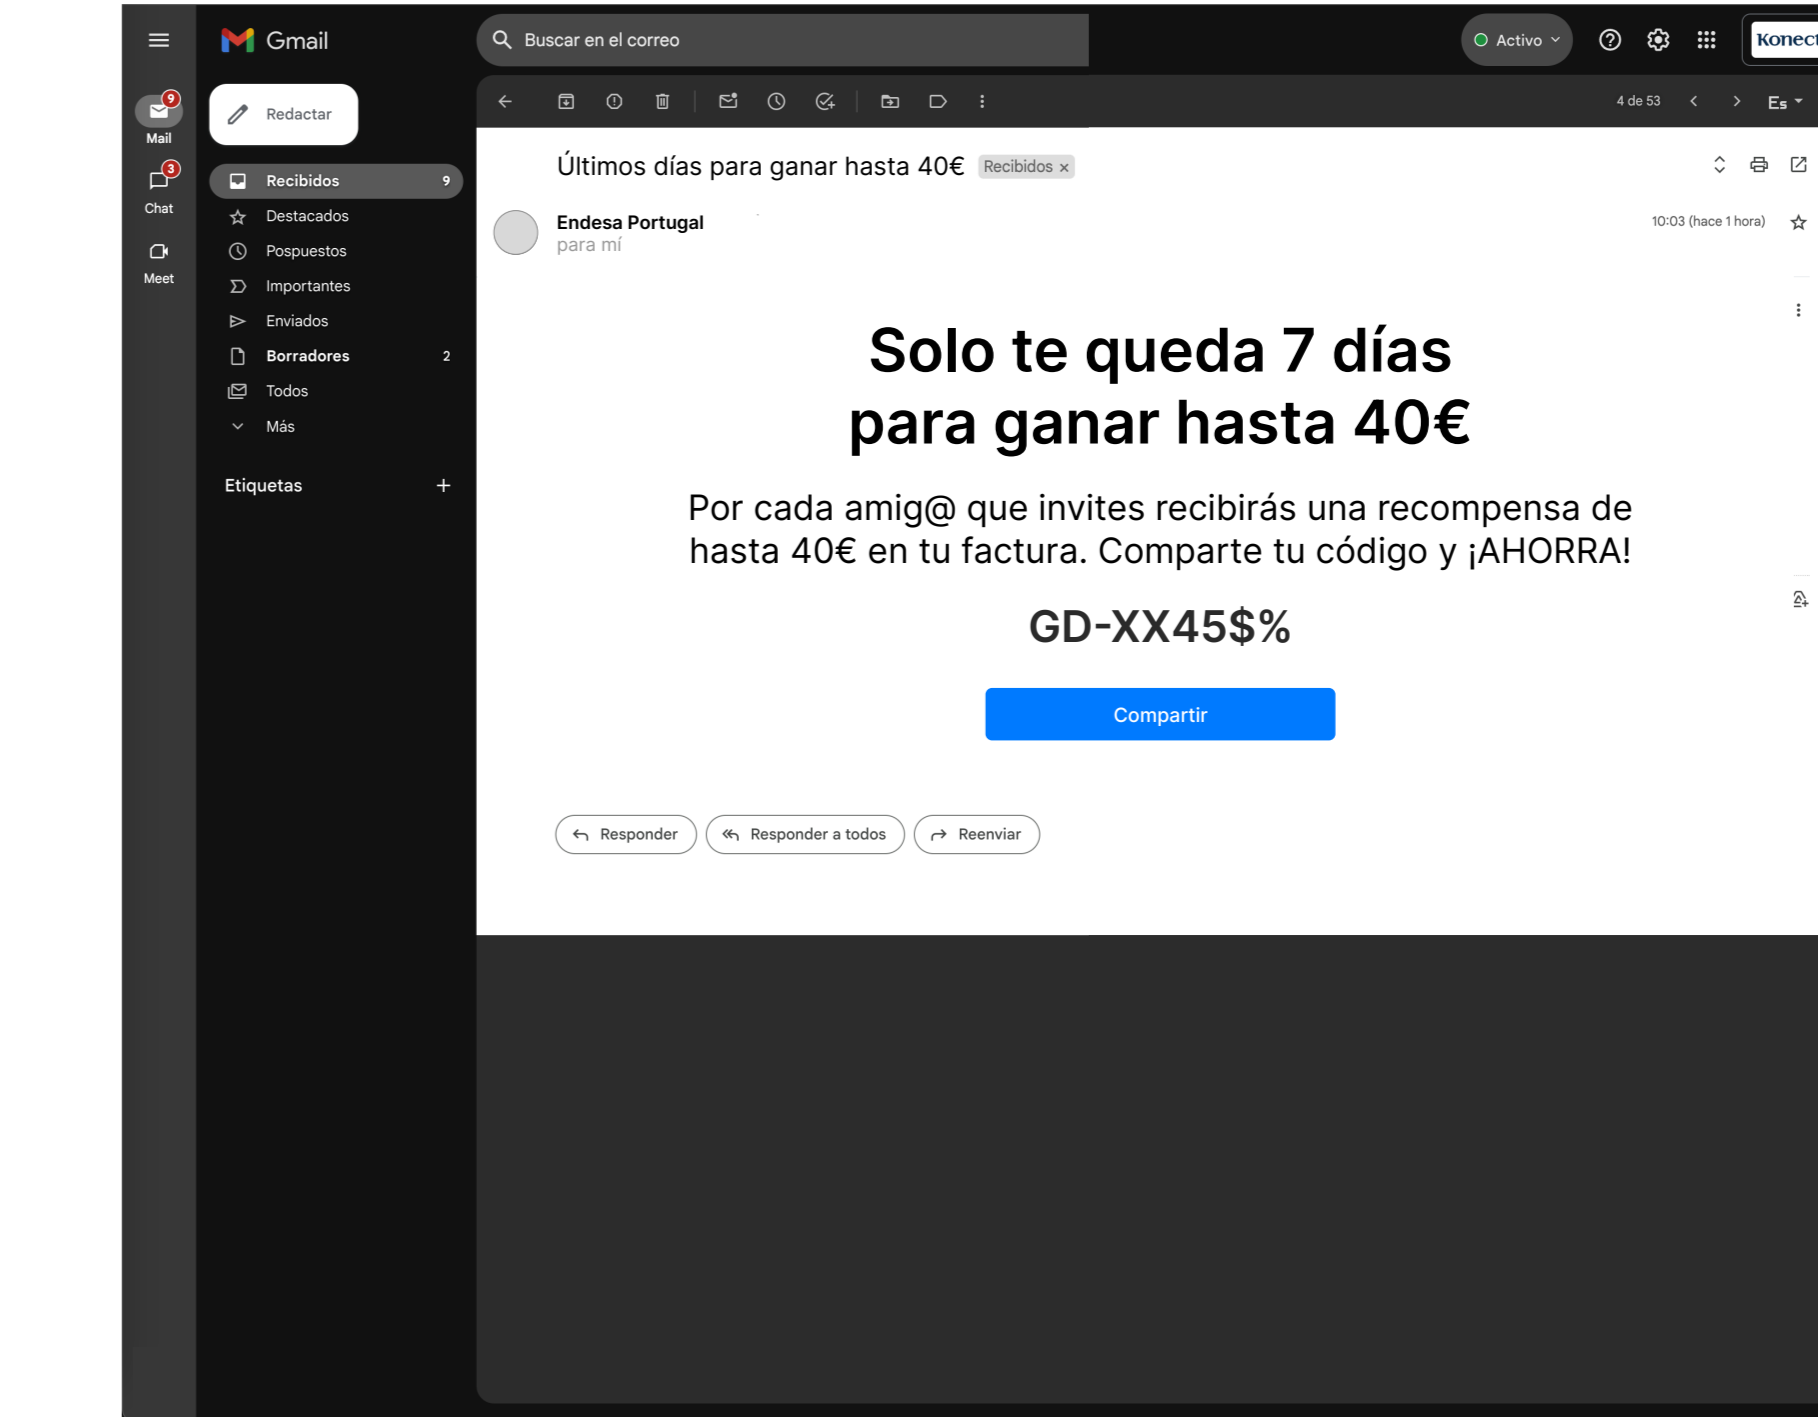 Gmail
Buscar en el correo
Activo
Konect
9
Mail
3
Chat
Meet
Redactar
Recibidos 9
Destacados
Pospuestos
Importantes
Enviados
Borradores 2
Todos
Más
Etiquetas
4 de 53
Es
Últimos días para ganar hasta 40€ Recibidos x
Endesa Portugal
para mí
10:03 (hace 1 hora)
Solo te queda 7 días
para ganar hasta 40€
Por cada amig@ que invites recibirás una recompensa de
hasta 40€ en tu factura. Comparte tu código y ¡AHORRA!
GD-XX45$%
Compartir
Responder
Responder a todos
Reenviar